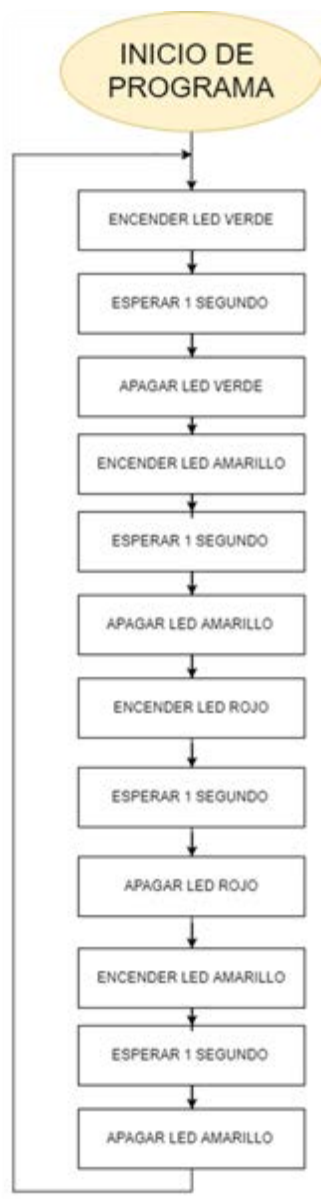 INICIO DE
PROGRAMA
ENCENDER LED VERDE
ESPERAR 1 SEGUNDO
APAGAR LED VERDE
ENCENDER LED AMARILLO
ESPERAR 1 SEGUNDO
APAGAR LED AMARILLO
ENCENDER LED ROJO
ESPERAR 1 SEGUNDO
APAGAR LED ROJO
ENCENDER LED AMARILLO
ESPERAR 1 SEGUNDO
APAGAR LED AMARILLO